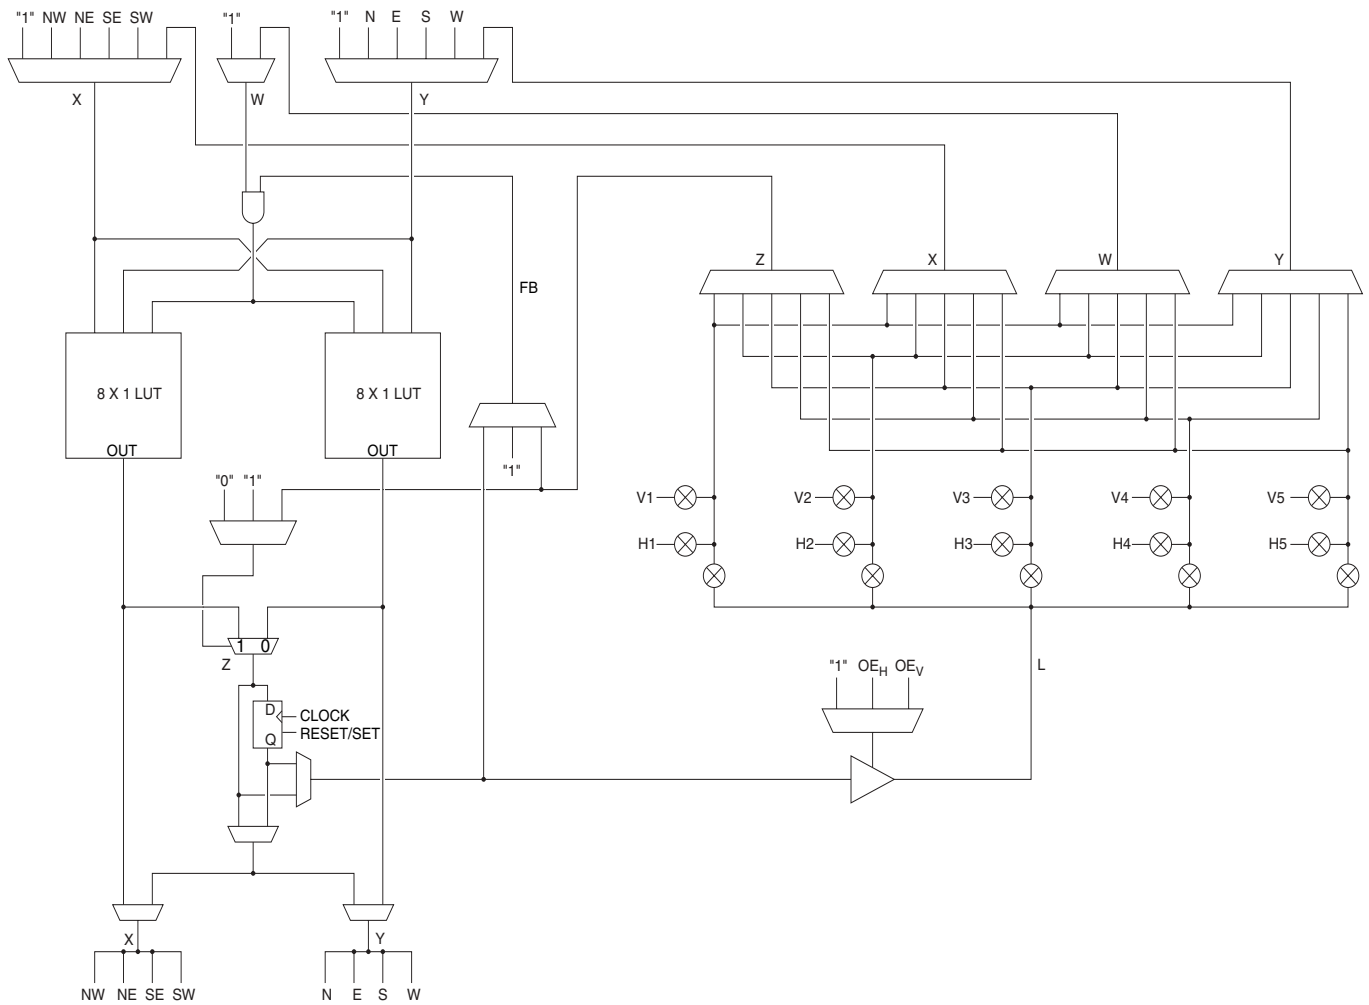 "1" NW NE SE SW "1" "1" N E S W
X W Y
Z X W Y
FB
8 X 1 LUT 8 X 1 LUT
OUT OUT
"1"
"0" "1"
V1 V2 V3 V4 V5
H1 H2 H3 H4 H5
1 0
Z "1" OEH OEV L
D
CLOCK
RESET/SET
Q
X Y
NW NE SE SW N E S W